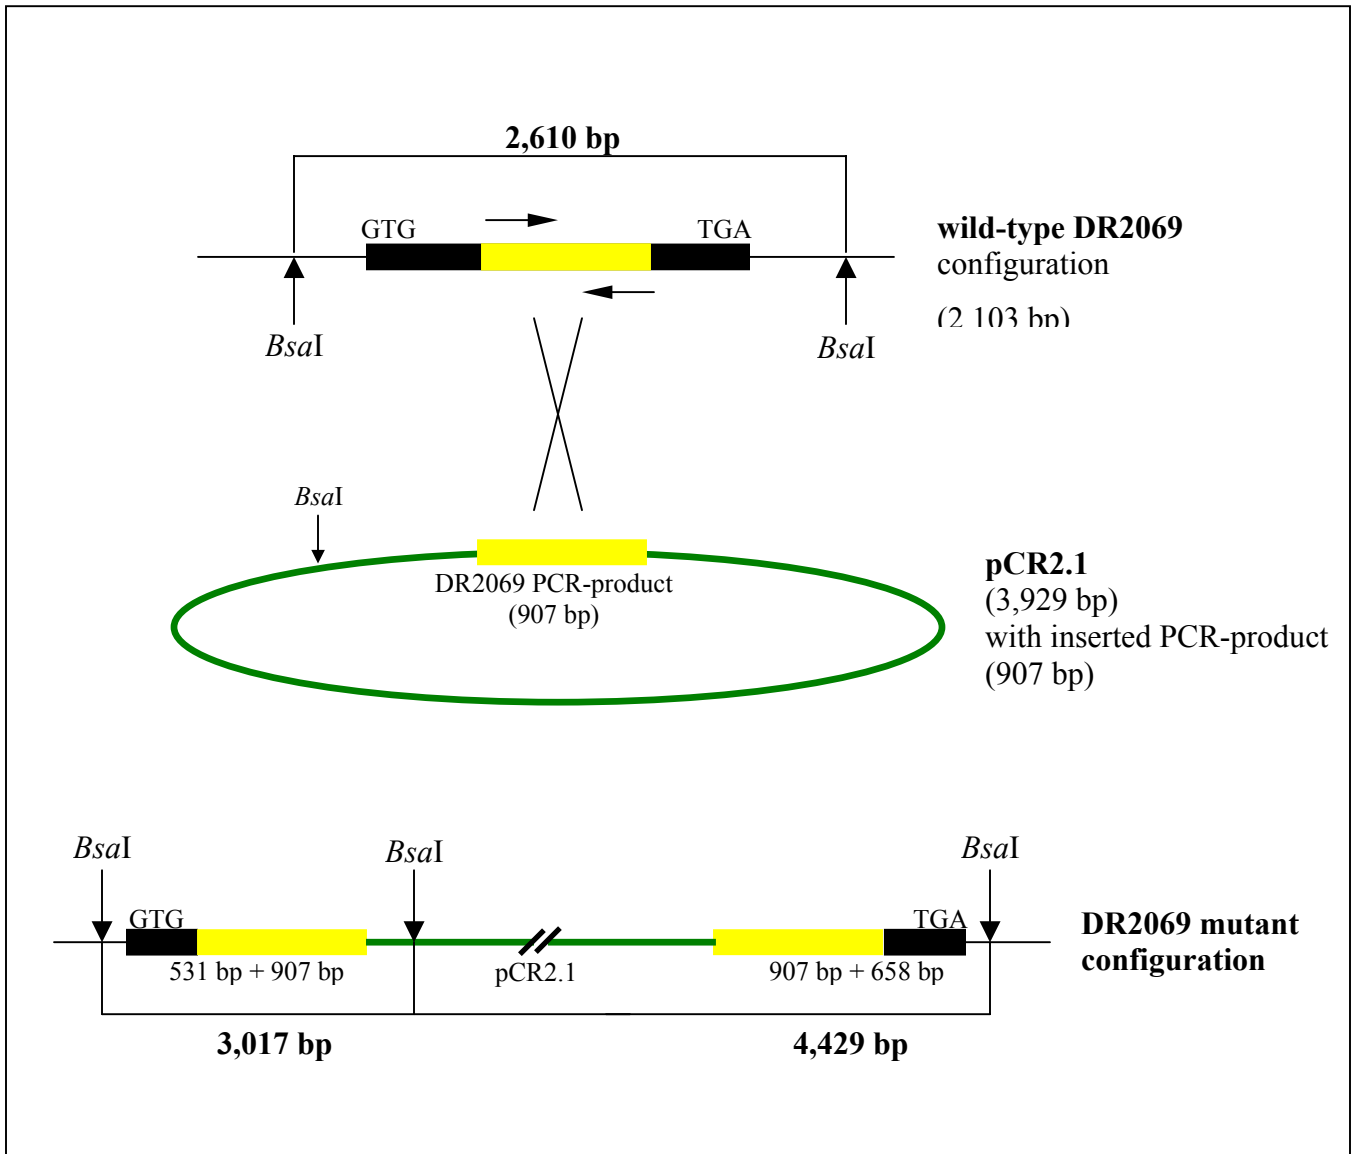 2,610 bp
GTG
TGA
wild-type DR2069
configuration
(2 103 bp)
BsaI
BsaI
BsaI
DR2069 PCR-product
(907 bp)
pCR2.1
(3,929 bp)
with inserted PCR-product
(907 bp)
BsaI
BsaI
BsaI
GTG
TGA
DR2069 mutant
configuration
531 bp + 907 bp
pCR2.1
907 bp + 658 bp
3,017 bp
4,429 bp